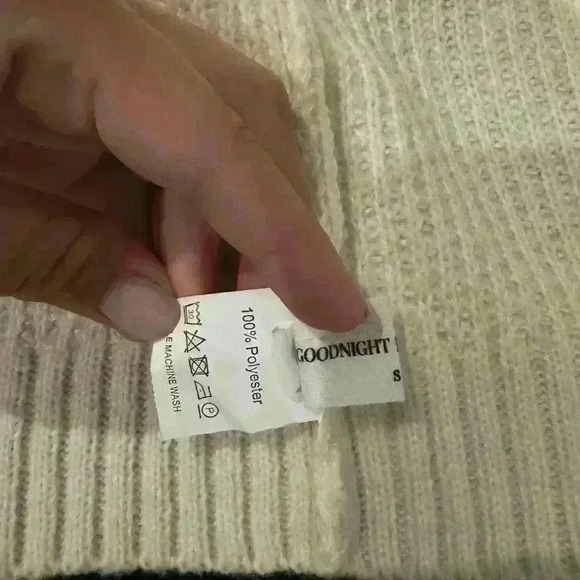 GOODNIGHT
S
100% Polyester
30
P
MACHINE WASH